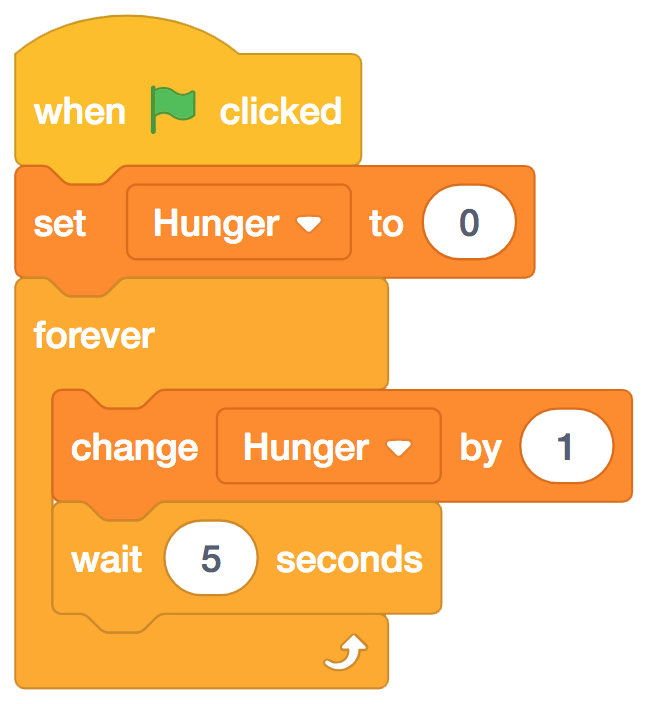 when clicked
set Hunger to 0
forever
change Hunger by 1
wait 5 seconds